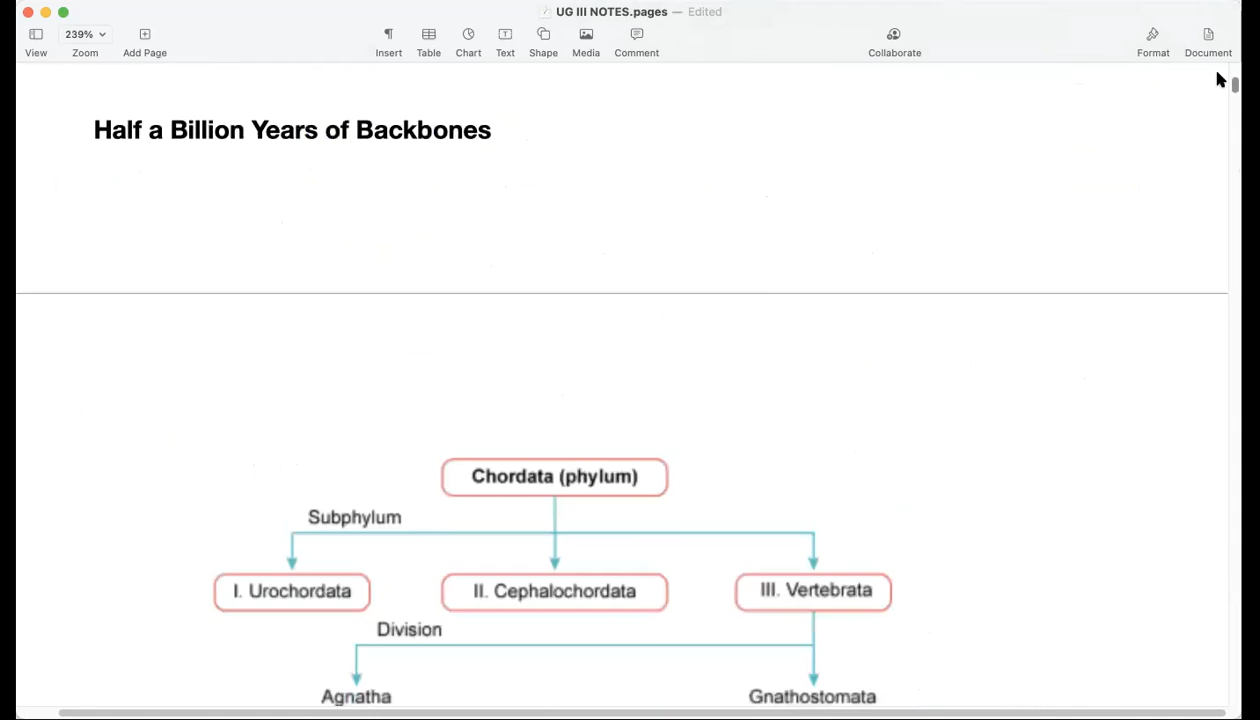 UG III NOTES.pages — Edited
239%
View Zoom Add Page Insert Table Chart Text Shape Media Comment Collaborate Format Document
Half a Billion Years of Backbones
Chordata (phylum)
Subphylum
I. Urochordata II. Cephalochordata III. Vertebrata
Division
Agnatha Gnathostomata